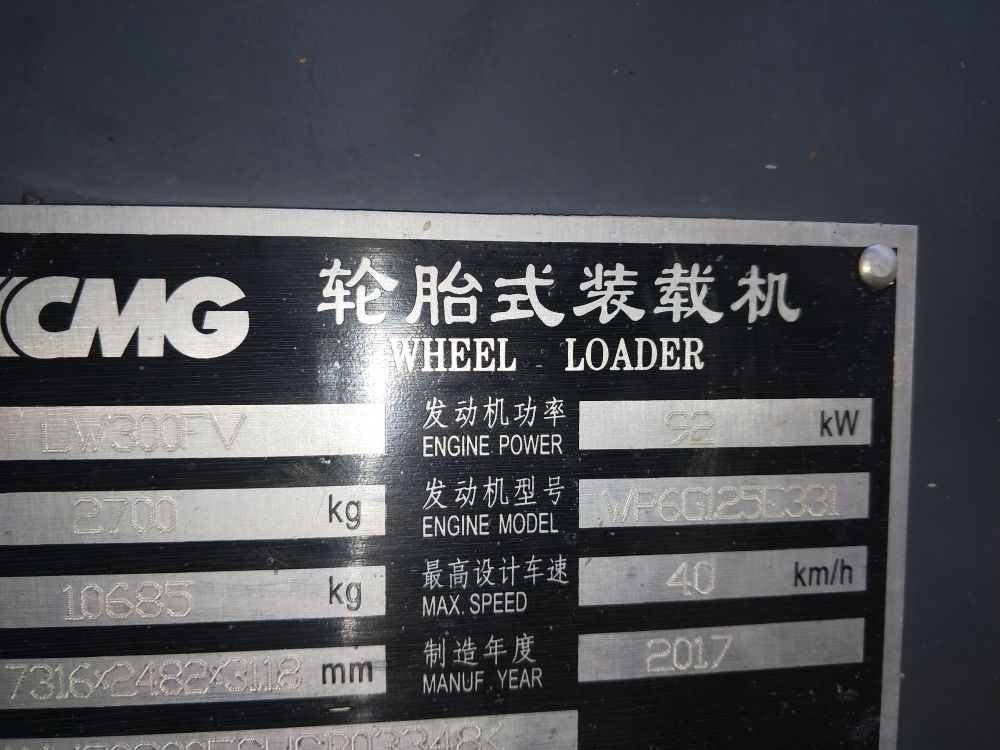 XCMG 轮胎式装载机
WHEEL LOADER
LW300FV 发动机功率 92 kW
ENGINE POWER
2700 kg 发动机型号 WP6G125E331
ENGINE MODEL
10685 kg 最高设计车速 40 km/h
MAX. SPEED
7316×2482×3118 mm 制造年度 2017
MANUF. YEAR